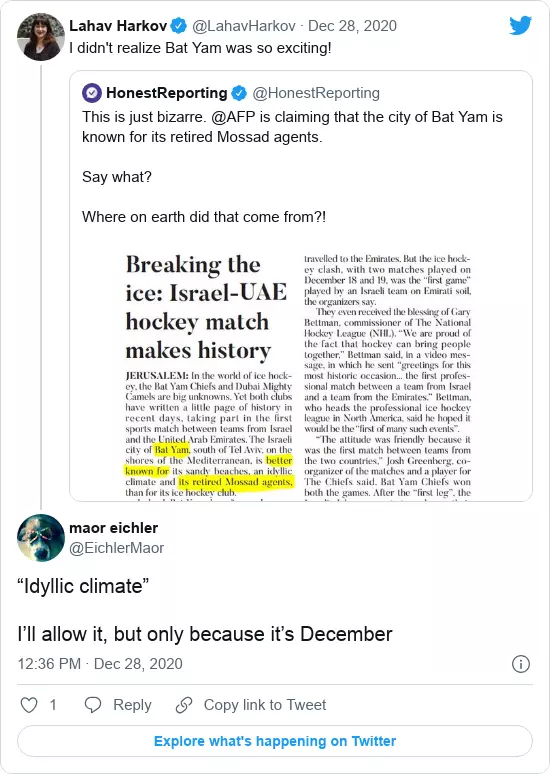 Lahav Harkov @LahavHarkov · Dec 28, 2020
I didn't realize Bat Yam was so exciting!
HonestReporting @HonestReporting
This is just bizarre. @AFP is claiming that the city of Bat Yam is
known for its retired Mossad agents.
Say what?
Where on earth did that come from?!
Breaking the
ice: Israel-UAE
hockey match
makes history
JERUSALEM: In the world of ice hock-
ey, the Bat Yam Chiefs and Dubai Mighty
Camels are big unknowns. Yet both clubs
have written a little page of history in
recent days, taking part in the first
sports match between teams from Israel
and the United Arab Emirates. The Israeli
city of Bat Yam, south of Tel Aviv, on the
shores of the Mediterranean, is better
known for its sandy beaches, an idyllic
climate and its retired Mossad agents,
than for its ice hockey club.
travelled to the Emirates. But the ice hock-
ey clash, with two matches played on
December 18 and 19, was the "first game"
played by an Israeli team on Emirati soil,
the organizers say.
They even received the blessing of Gary
Bettman, commissioner of The National
Hockey League (NHL). "We are proud of
the fact that hockey can bring people
together," Bettman said, in a video mes-
sage, in which he sent "greetings for this
most historic occasion... the first profes-
sional match between a team from Israel
and a team from the Emirates." Bettman,
who heads the professional ice hockey
league in North America, said he hoped it
would be the "first of many such events".
"The attitude was friendly because it
was the first match between teams from
the two countries," Josh Greenberg, co-
organizer of the matches and a player for
The Chiefs said. Bat Yam Chiefs won
both the games. After the "first leg", the
maor eichler
@EichlerMaor
“Idyllic climate”
I’ll allow it, but only because it’s December
12:36 PM · Dec 28, 2020
1 Reply Copy link to Tweet
Explore what's happening on Twitter